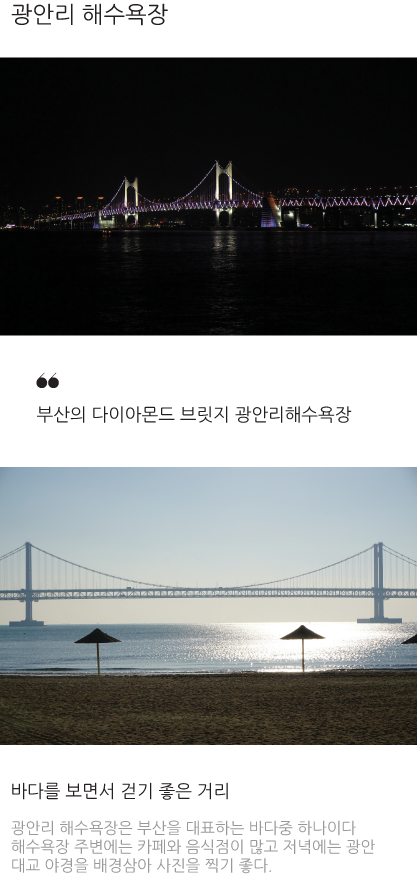 광안리 해수욕장
부산의 다이아몬드 브릿지 광안리해수욕장
바다를 보면서 걷기 좋은 거리
광안리 해수욕장은 부산을 대표하는 바다중 하나이다
해수욕장 주변에는 카페와 음식점이 많고 저녁에는 광안
대교 야경을 배경삼아 사진을 찍기 좋다.